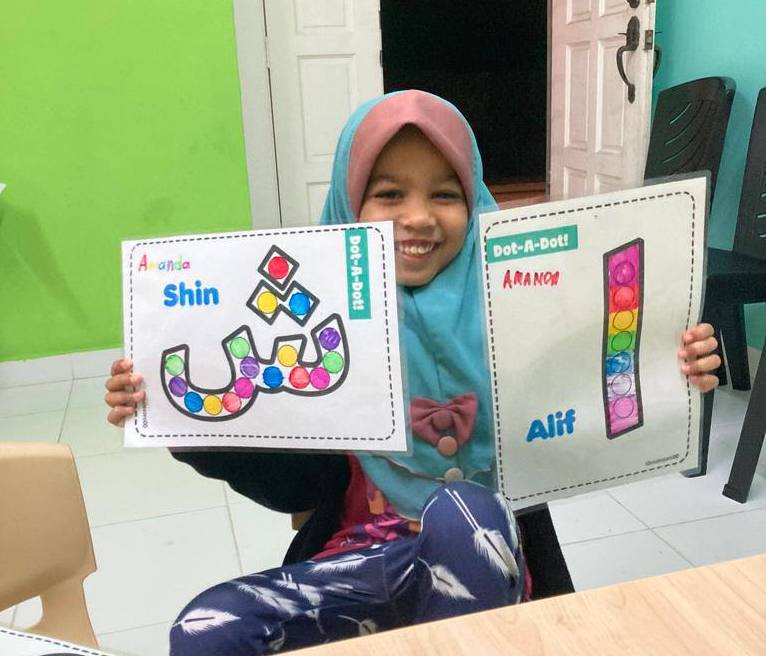 Amanda
Shin
Dot-A-Dot!
ش
Dot-A-Dot!
AMANDA
ا
Alif